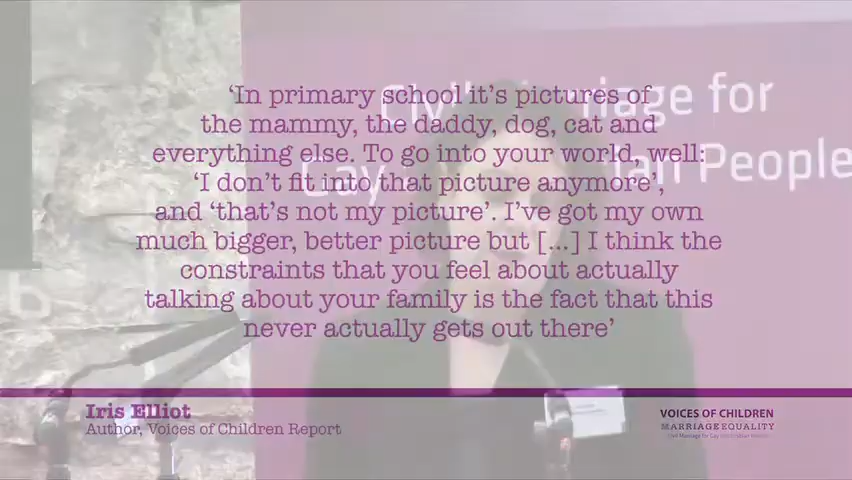 ‘In primary school it’s pictures of
the mammy, the daddy, dog, cat and
everything else. To go into your world, well:
‘I don’t fit into that picture anymore’,
and ‘that’s not my picture’. I’ve got my own
much bigger, better picture but [...] I think the
constraints that you feel about actually
talking about your family is the fact that this
never actually gets out there’
for
Gay
People
Iris Elliot
Author, Voices of Children Report
VOICES OF CHILDREN
MARRIAGE EQUALITY